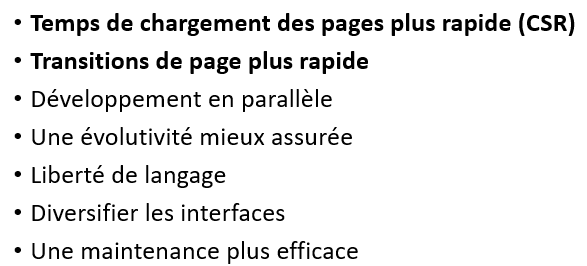 • Temps de chargement des pages plus rapide (CSR)
• Transitions de page plus rapide
• Développement en parallèle
• Une évolutivité mieux assurée
• Liberté de langage
• Diversifier les interfaces
• Une maintenance plus efficace